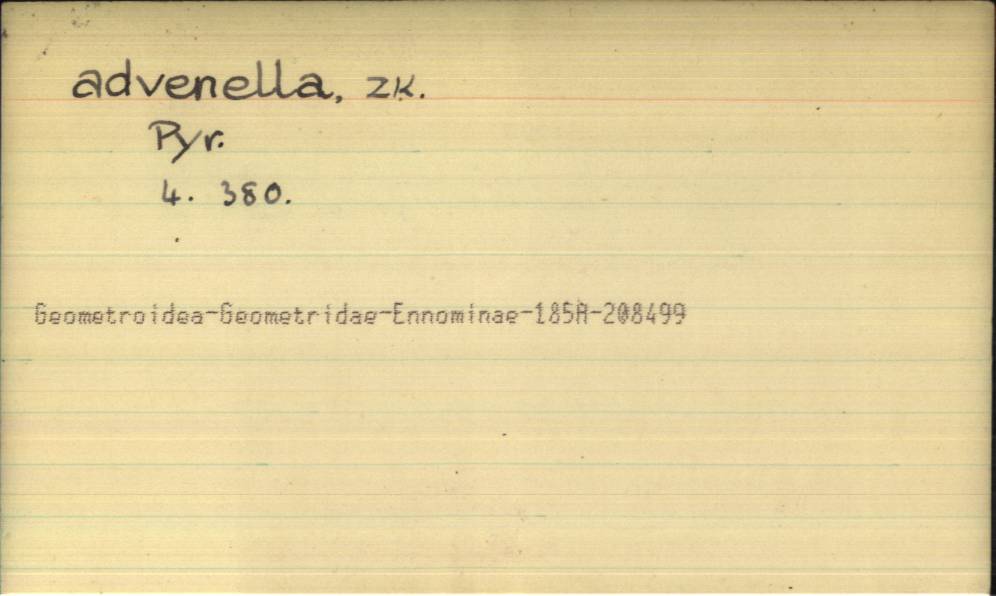 advenella, ZK.
Pyr.
4. 380.
Geometroidea-Geometridae-Ennominae-185A-208499